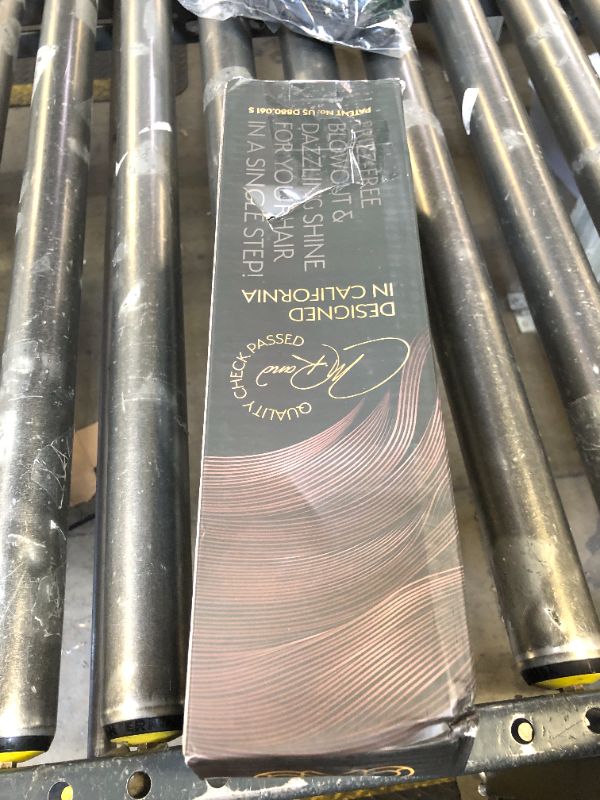 PATENT No. US D880,061 S
FREE
BLOWOUT &
DAZZLING SHINE
FOR YOUR HAIR
IN A SINGLE STEP!
DESIGNED
IN CALIFORNIA
QUALITY CHECK PASSED